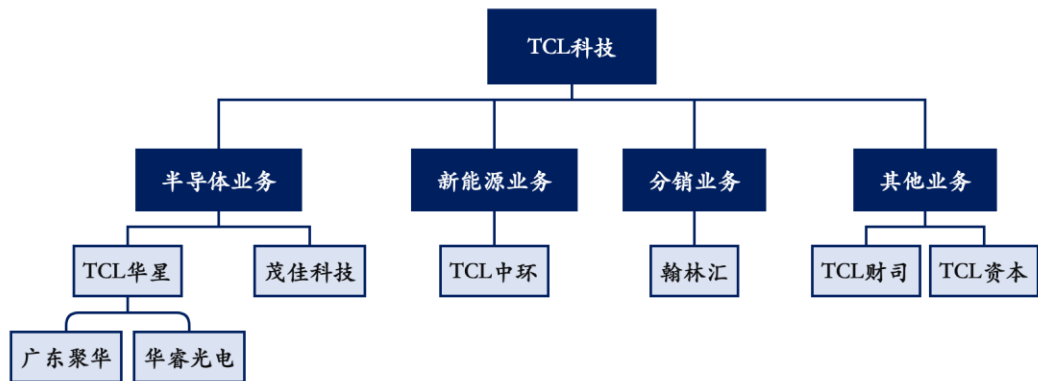 TCL科技
半导体业务
新能源业务
分销业务
其他业务
TCL华星
茂佳科技
TCL中环
翰林汇
TCL财司
TCL资本
广东聚华
华睿光电